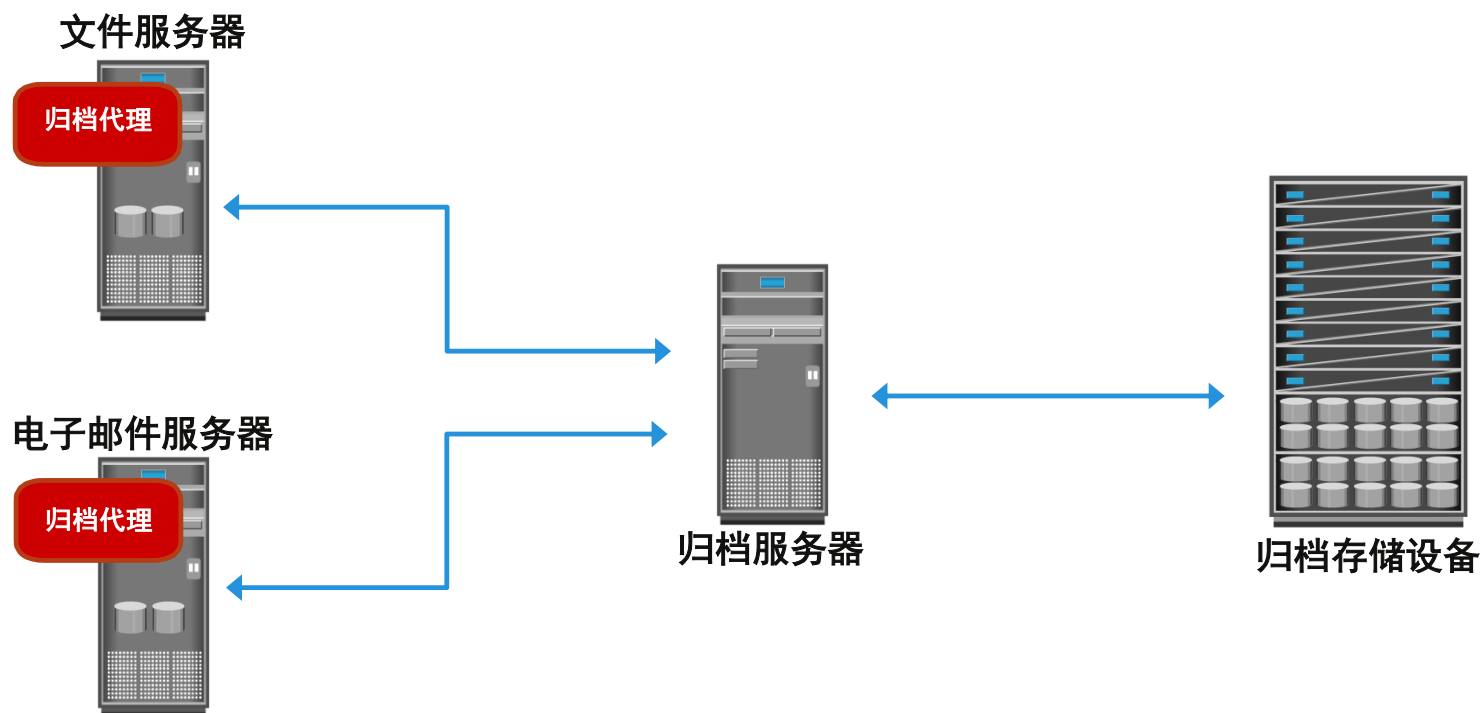 文件服务器
归档代理
电子邮件服务器
归档代理
归档服务器
归档存储设备